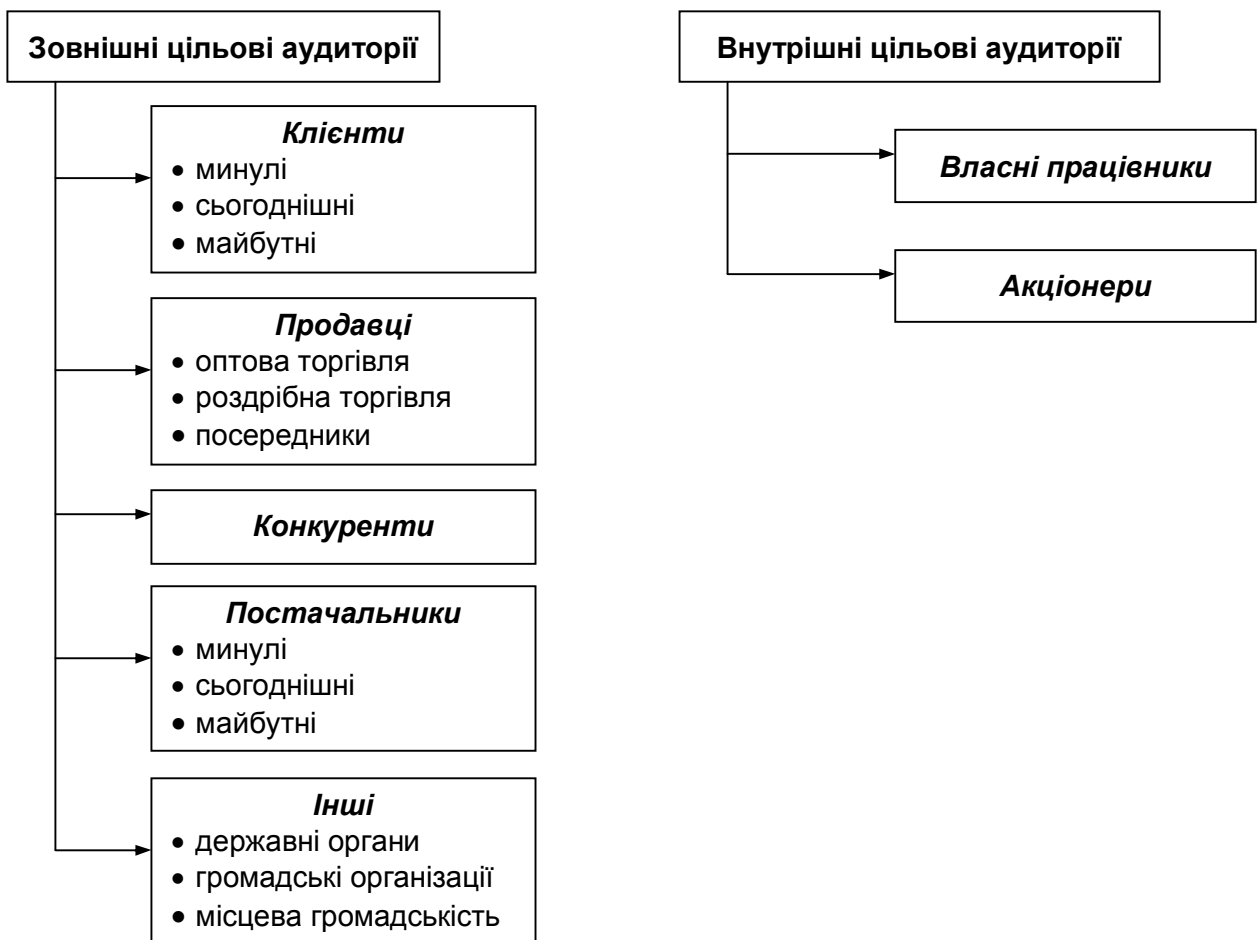 Зовнішні цільові аудиторії
Клієнти
• минулі
• сьогоднішні
• майбутні
Продавці
• оптова торгівля
• роздрібна торгівля
• посередники
Конкуренти
Постачальники
• минулі
• сьогоднішні
• майбутні
Інші
• державні органи
• громадські організації
• місцева громадськість
Внутрішні цільові аудиторії
Власні працівники
Акціонери